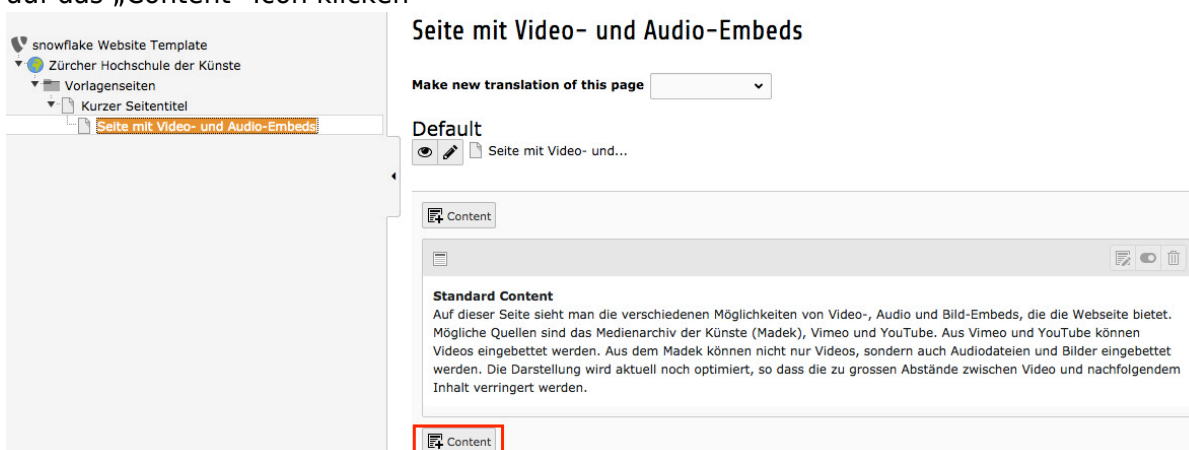 auf das „Content“ icon klicken
snowflake Website Template
Zürcher Hochschule der Künste
Vorlagenseiten
Kurzer Seitentitel
Seite mit Video- und Audio-Embeds
Seite mit Video- und Audio-Embeds
Make new translation of this page
Default
Seite mit Video- und...
Content
Standard Content
Auf dieser Seite sieht man die verschiedenen Möglichkeiten von Video-, Audio und Bild-Embeds, die die Webseite bietet.
Mögliche Quellen sind das Medienarchiv der Künste (Madek), Vimeo und YouTube. Aus Vimeo und YouTube können
Videos eingebettet werden. Aus dem Madek können nicht nur Videos, sondern auch Audiodateien und Bilder eingebettet
werden. Die Darstellung wird aktuell noch optimiert, so dass die zu grossen Abstände zwischen Video und nachfolgendem
Inhalt verringert werden.
Content